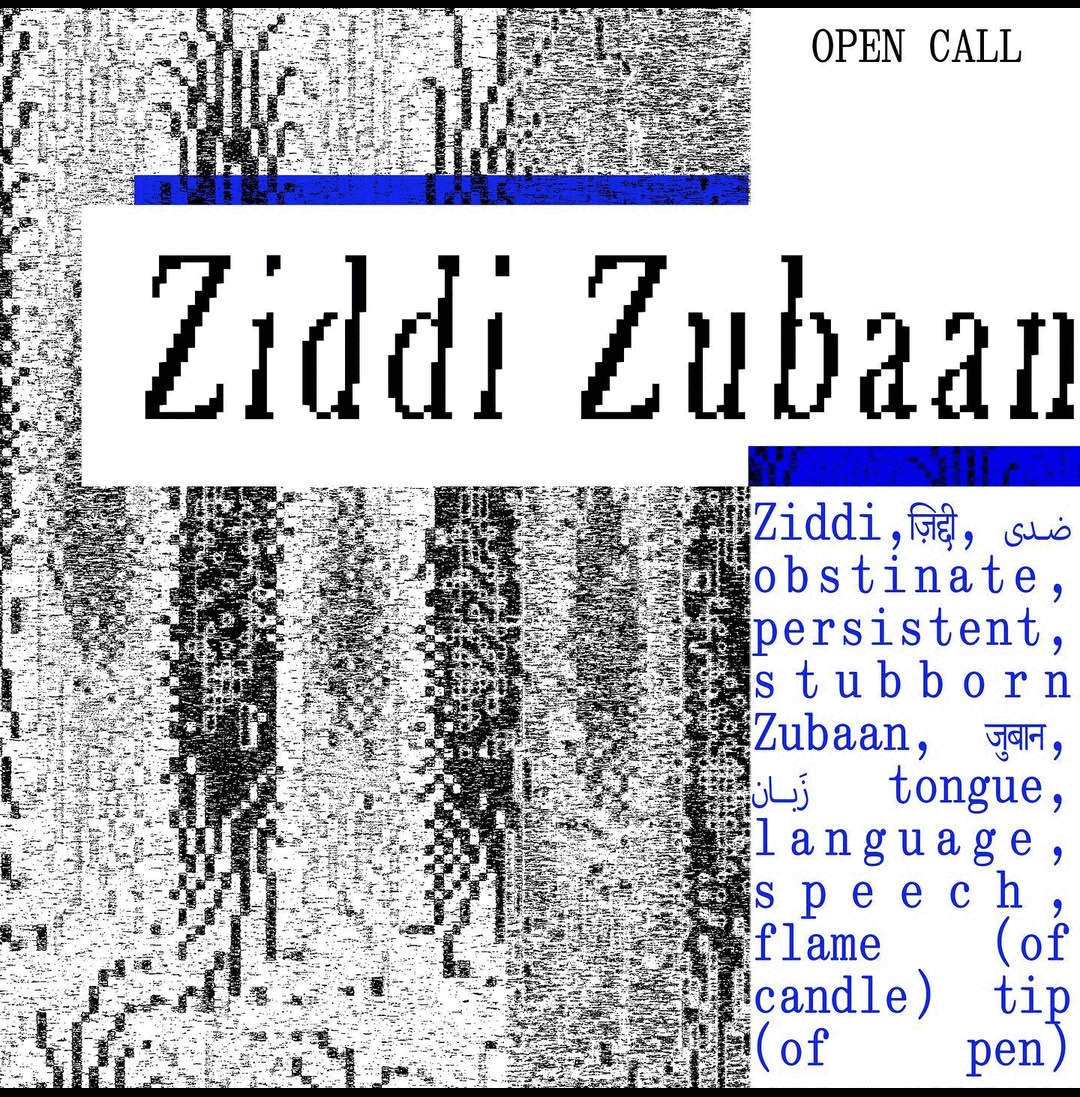 OPEN CALL
Ziddi Zubaan
Ziddi, ज़िद्दी, ضدی
obstinate,
persistent,
stubborn
Zubaan, जुबान,
زَبان tongue,
language,
speech,
flame (of
candle) tip
(of pen)